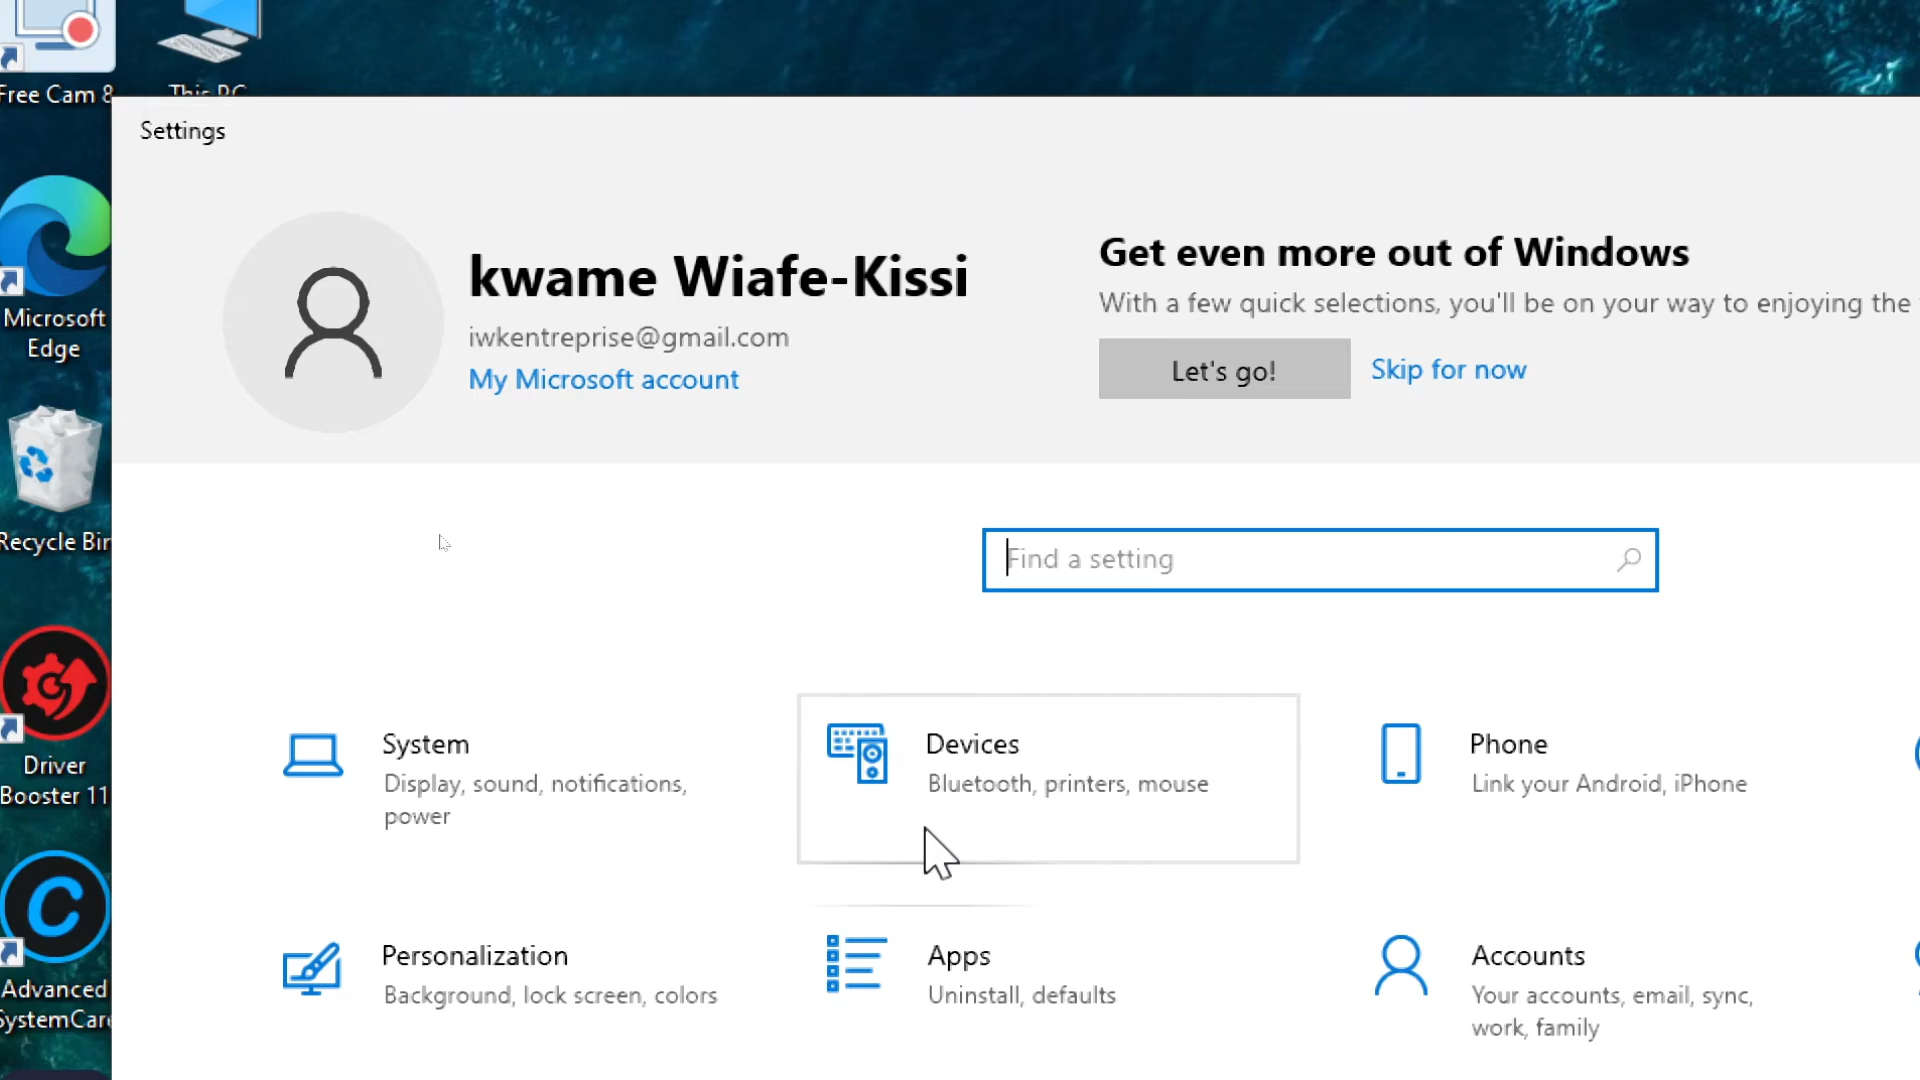 Free Cam 8
This PC
Settings
Microsoft
Edge
kwame Wiafe-Kissi
iwkentreprise@gmail.com
My Microsoft account
Get even more out of Windows
With a few quick selections, you'll be on your way to enjoying the
Let's go!
Skip for now
Recycle Bin
Find a setting
Driver
Booster 11
System
Display, sound, notifications,
power
Devices
Bluetooth, printers, mouse
Phone
Link your Android, iPhone
Advanced
SystemCare
Personalization
Background, lock screen, colors
Apps
Uninstall, defaults
Accounts
Your accounts, email, sync,
work, family